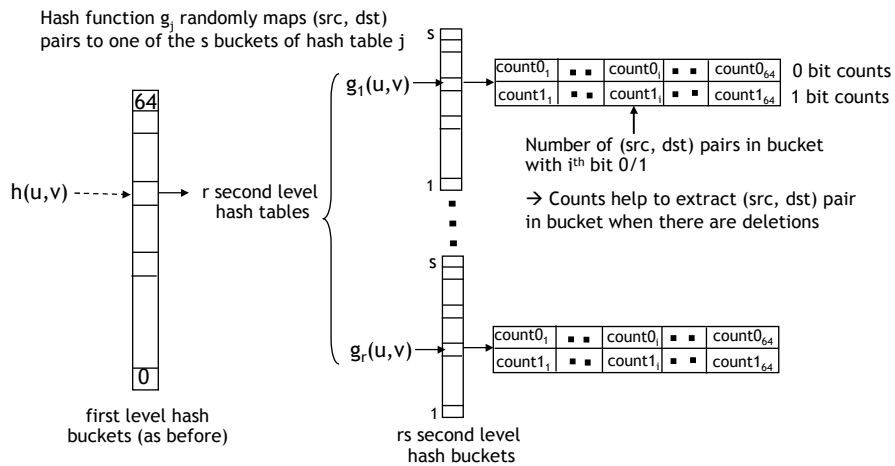 Hash function gⱼ randomly maps (src, dst)
pairs to one of the s buckets of hash table j
64
h(u,v)
0
first level hash
buckets (as before)
r second level
hash tables
s
g₁(u,v)
1
count0₁ ▪▪ count0ᵢ ▪▪ count0₆₄ 0 bit counts
count1₁ ▪▪ count1ᵢ ▪▪ count1₆₄ 1 bit counts
Number of (src, dst) pairs in bucket
with iᵗʰ bit 0/1
→ Counts help to extract (src, dst) pair
in bucket when there are deletions
s
gᵣ(u,v)
1
count0₁ ▪▪ count0ᵢ ▪▪ count0₆₄
count1₁ ▪▪ count1ᵢ ▪▪ count1₆₄
rs second level
hash buckets